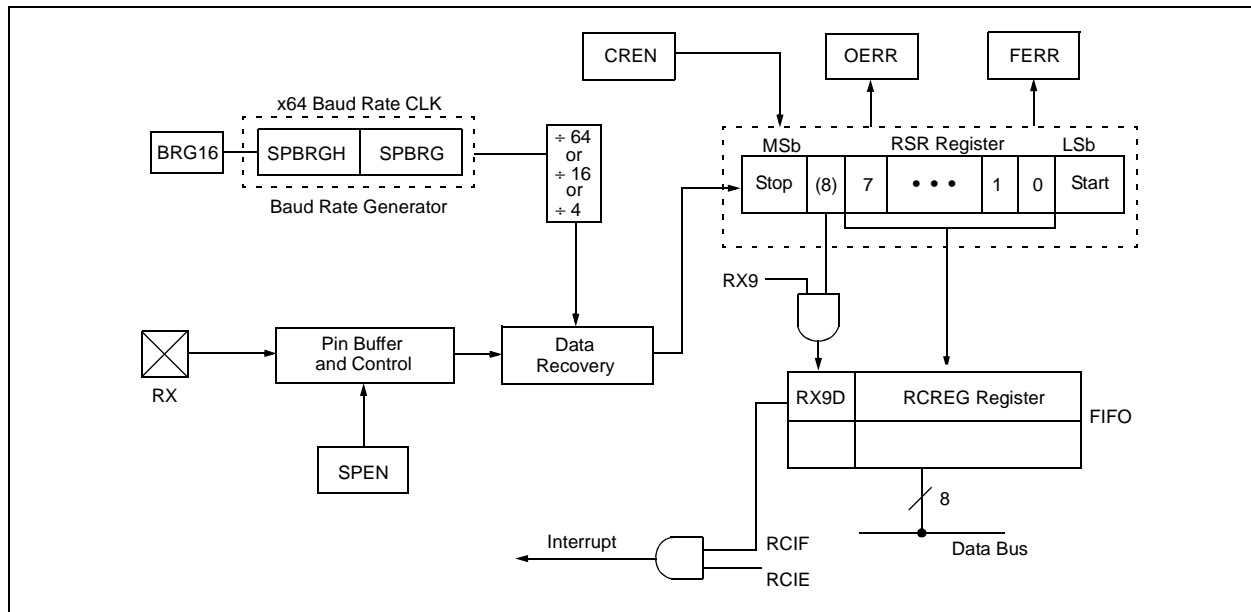 CREN
OERR
FERR
x64 Baud Rate CLK
BRG16
SPBRGH
SPBRG
Baud Rate Generator
÷ 64
or
÷ 16
or
÷ 4
MSb
RSR Register
LSb
Stop
(8)
7
• • •
1
0
Start
RX9
RX
Pin Buffer
and Control
Data
Recovery
SPEN
RX9D
RCREG Register
FIFO
8
Data Bus
Interrupt
RCIF
RCIE